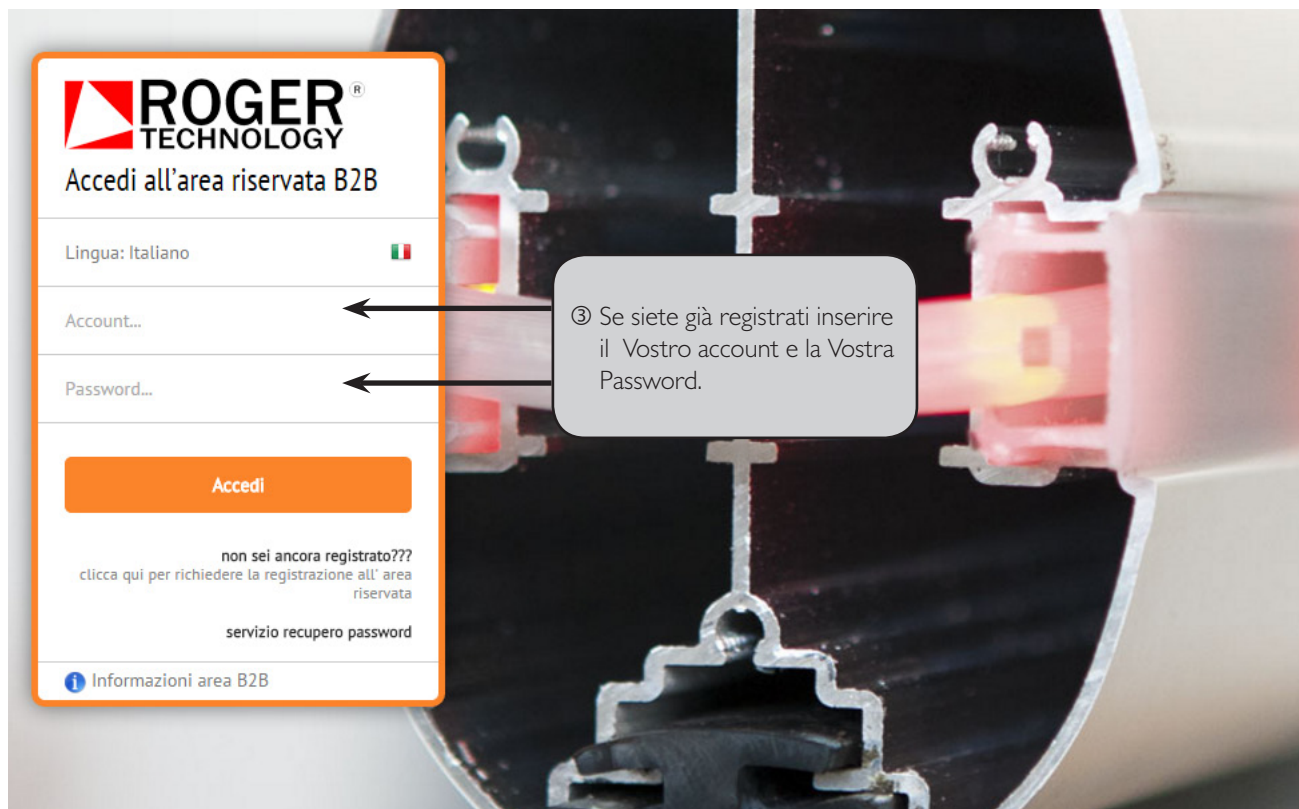 ROGER®
TECHNOLOGY
Accedi all'area riservata B2B
Lingua: Italiano
Account...
Password...
Accedi
non sei ancora registrato???
clicca qui per richiedere la registrazione all' area
riservata
servizio recupero password
Informazioni area B2B
③ Se siete già registrati inserire
il Vostro account e la Vostra
Password.